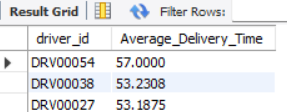 Result Grid Filter Rows:
driver_id Average_Delivery_Time
DRV00054 57.0000
DRV00038 53.2308
DRV00027 53.1875